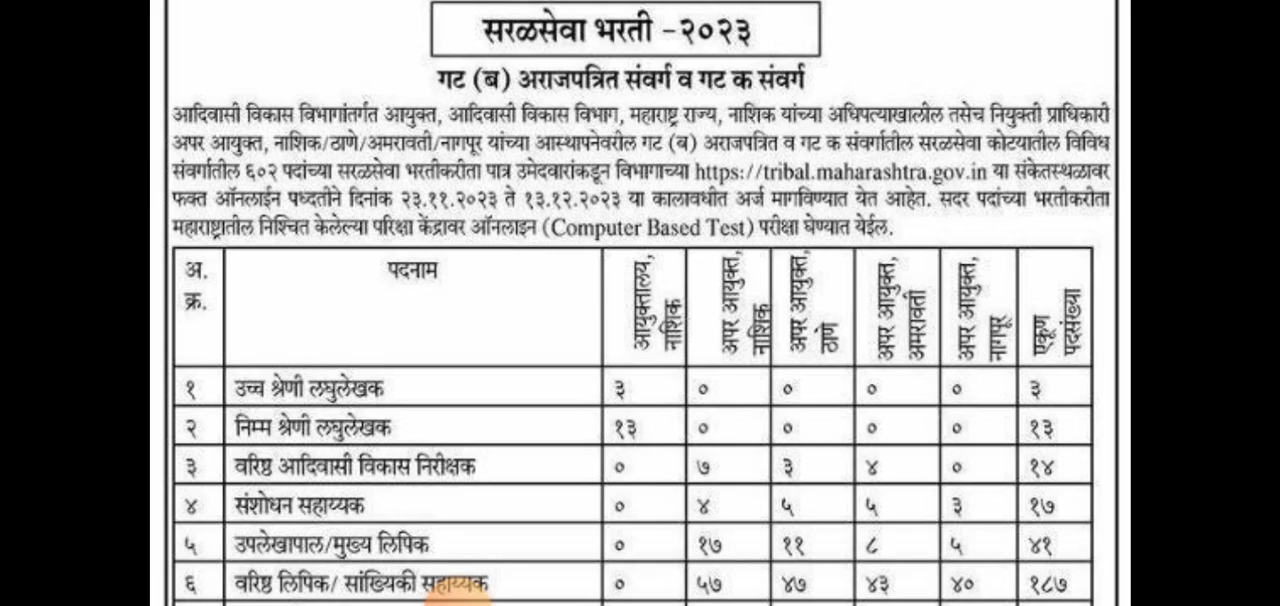 सरळसेवा भरती -२०२३
गट (ब) अराजपत्रित संवर्ग व गट क संवर्ग
आदिवासी विकास विभागांतर्गत आयुक्त, आदिवासी विकास विभाग, महाराष्ट्र राज्य, नाशिक यांच्या अधिपत्याखालील तसेच नियुक्ती प्राधिकारी
अपर आयुक्त, नाशिक/ठाणे/अमरावती/नागपूर यांच्या आस्थापनेवरील गट (ब) अराजपत्रित व गट क संवर्गातील सरळसेवा कोटयातील विविध
संवर्गातील ६०२ पदांच्या सरळसेवा भरतीकरीता पात्र उमेदवारांकडून विभागाच्या https://tribal.maharashtra.gov.in या संकेतस्थळावर
फक्त ऑनलाईन पध्दतीने दिनांक २३.११.२०२३ ते १३.१२.२०२३ या कालावधीत अर्ज मागविण्यात येत आहेत. सदर पदांच्या भरतीकरीता
महाराष्ट्रातील निश्चित केलेल्या परिक्षा केंद्रावर ऑनलाइन (Computer Based Test) परीक्षा घेण्यात येईल.
अ. क्र. पदनाम आयुक्तालय, नाशिक अपर आयुक्त, नाशिक अपर आयुक्त, ठाणे अपर आयुक्त, अमरावती अपर आयुक्त, नागपूर एकूण पदसंख्या
१ उच्च श्रेणी लघुलेखक ३ ० ० ० ० ३
२ निम्म श्रेणी लघुलेखक १३ ० ० ० ० १३
३ वरिष्ठ आदिवासी विकास निरीक्षक ० ७ ३ ४ ० १४
४ संशोधन सहाय्यक ० ४ ५ ५ ३ १७
५ उपलेखापाल/मुख्य लिपिक ० १७ ११ ८ ५ ४१
६ वरिष्ठ लिपिक/ सांख्यिकी सहाय्यक ० ५७ ४७ ४३ ४० १८७